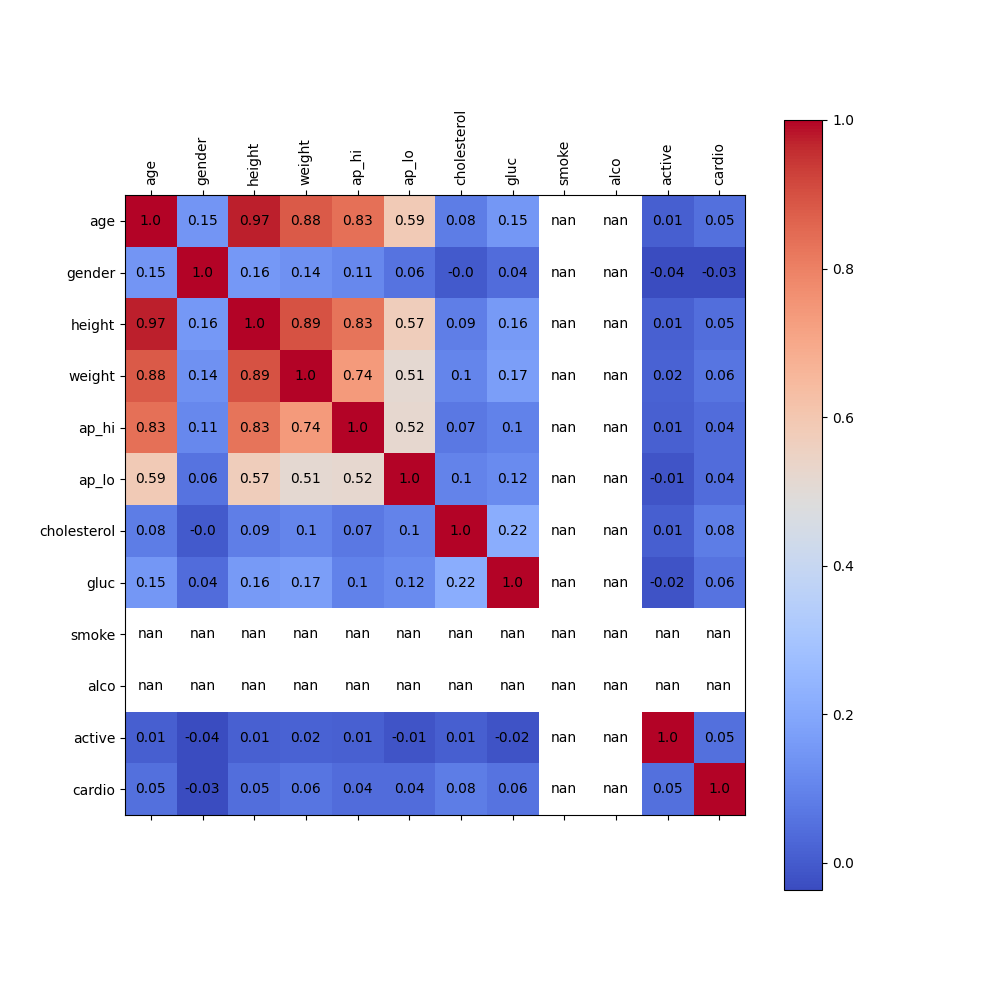 age gender height weight ap_hi ap_lo cholesterol gluc smoke alco active cardio
1.0
age 1.0 0.15 0.97 0.88 0.83 0.59 0.08 0.15 nan nan 0.01 0.05
gender 0.15 1.0 0.16 0.14 0.11 0.06 -0.0 0.04 nan nan -0.04 -0.03
0.8
height 0.97 0.16 1.0 0.89 0.83 0.57 0.09 0.16 nan nan 0.01 0.05
weight 0.88 0.14 0.89 1.0 0.74 0.51 0.1 0.17 nan nan 0.02 0.06
0.6
ap_hi 0.83 0.11 0.83 0.74 1.0 0.52 0.07 0.1 nan nan 0.01 0.04
ap_lo 0.59 0.06 0.57 0.51 0.52 1.0 0.1 0.12 nan nan -0.01 0.04
cholesterol 0.08 -0.0 0.09 0.1 0.07 0.1 1.0 0.22 nan nan 0.01 0.08
0.4
gluc 0.15 0.04 0.16 0.17 0.1 0.12 0.22 1.0 nan nan -0.02 0.06
smoke nan nan nan nan nan nan nan nan nan nan nan nan
alco nan nan nan nan nan nan nan nan nan nan nan nan
0.2
active 0.01 -0.04 0.01 0.02 0.01 -0.01 0.01 -0.02 nan nan 1.0 0.05
cardio 0.05 -0.03 0.05 0.06 0.04 0.04 0.08 0.06 nan nan 0.05 1.0
0.0